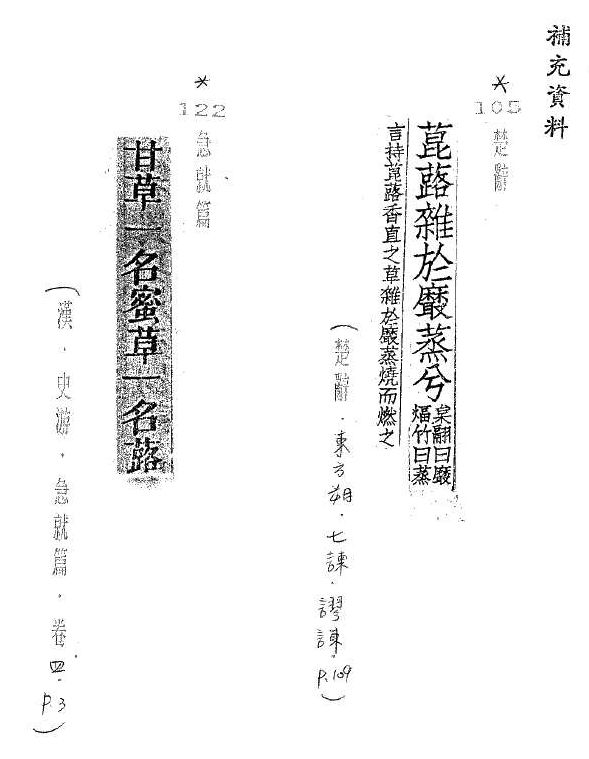 補充資料
*
105
楚辭
菎蕗雜於黀蒸兮
枲翮曰黀
煏竹曰蒸
言持菎蕗香直之草雜於黀蒸燒而燃之
(楚辭．東方朔．七諫．謬諫．P.109)
*
122
急就篇
甘草一名蜜草一名蕗
(漢．史游．急就篇．卷四．P.3)